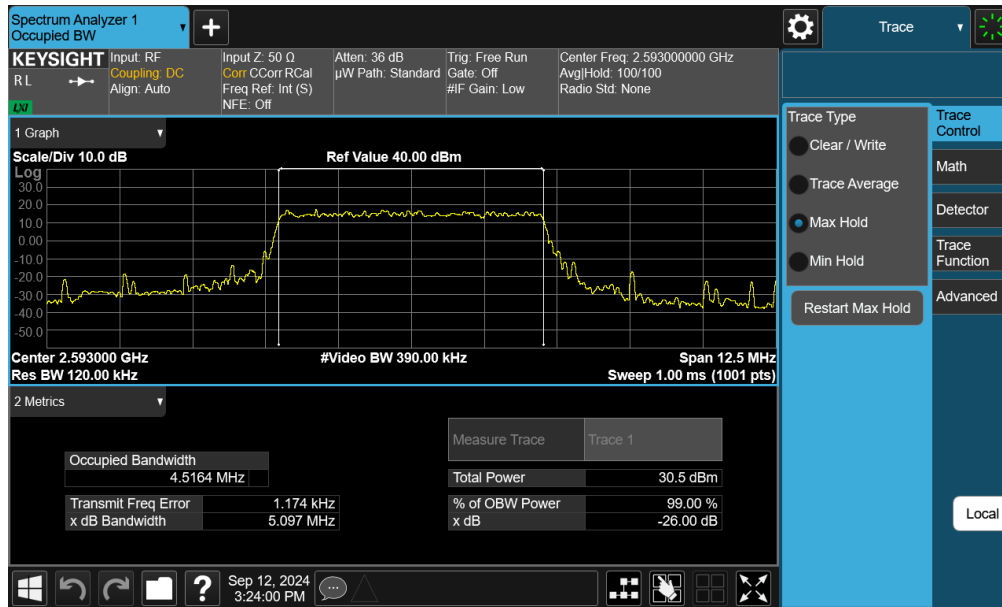 Spectrum Analyzer 1
Occupied BW
+
Trace
KEYSIGHT
R L
LXI
Input: RF
Coupling: DC
Align: Auto
Input Z: 50 Ω
Corr CCorr RCal
Freq Ref: Int (S)
NFE: Off
Atten: 36 dB
µW Path: Standard
Trig: Free Run
Gate: Off
#IF Gain: Low
Center Freq: 2.593000000 GHz
Avg|Hold: 100/100
Radio Std: None
1 Graph
Scale/Div 10.0 dB
Ref Value 40.00 dBm
Log
30.0
20.0
10.0
0.00
-10.0
-20.0
-30.0
-40.0
-50.0
Center 2.593000 GHz
#Video BW 390.00 kHz
Span 12.5 MHz
Res BW 120.00 kHz
Sweep 1.00 ms (1001 pts)
2 Metrics
Measure Trace
Trace 1
Occupied Bandwidth
4.5164 MHz
Total Power
30.5 dBm
Transmit Freq Error
1.174 kHz
% of OBW Power
99.00 %
x dB Bandwidth
5.097 MHz
x dB
-26.00 dB
Trace Type
Clear / Write
Trace Average
Max Hold
Min Hold
Restart Max Hold
Trace
Control
Math
Detector
Trace
Function
Advanced
Local
?
Sep 12, 2024
3:24:00 PM